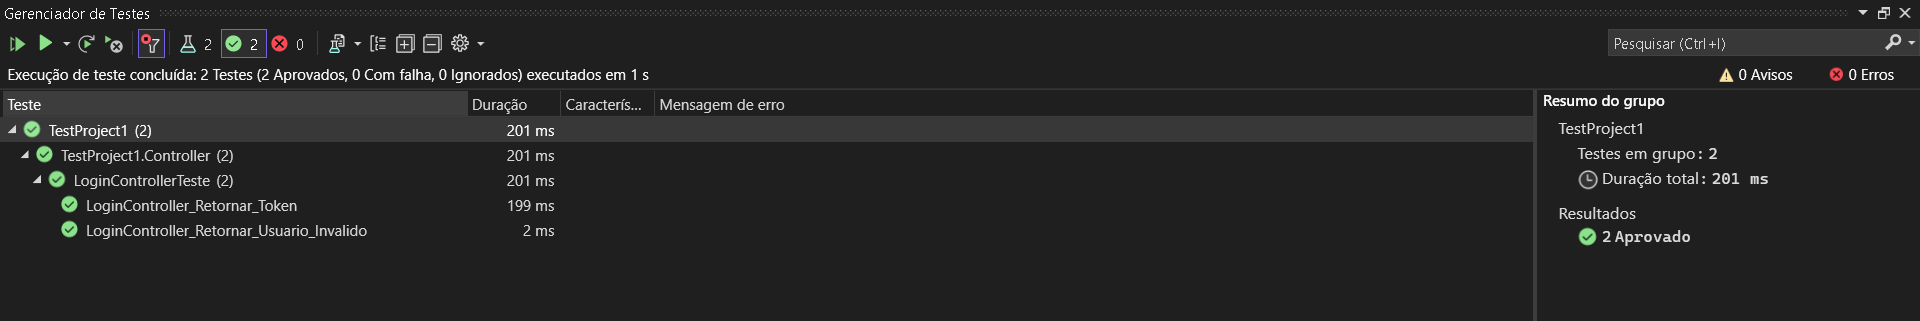 Gerenciador de Testes
2 2 0
Pesquisar (Ctrl+I)
Execução de teste concluída: 2 Testes (2 Aprovados, 0 Com falha, 0 Ignorados) executados em 1 s
0 Avisos 0 Erros
Teste Duração Caracterís... Mensagem de erro
TestProject1 (2) 201 ms
TestProject1.Controller (2) 201 ms
LoginControllerTeste (2) 201 ms
LoginController_Retornar_Token 199 ms
LoginController_Retornar_Usuario_Invalido 2 ms
Resumo do grupo
TestProject1
Testes em grupo: 2
Duração total: 201 ms
Resultados
2 Aprovado